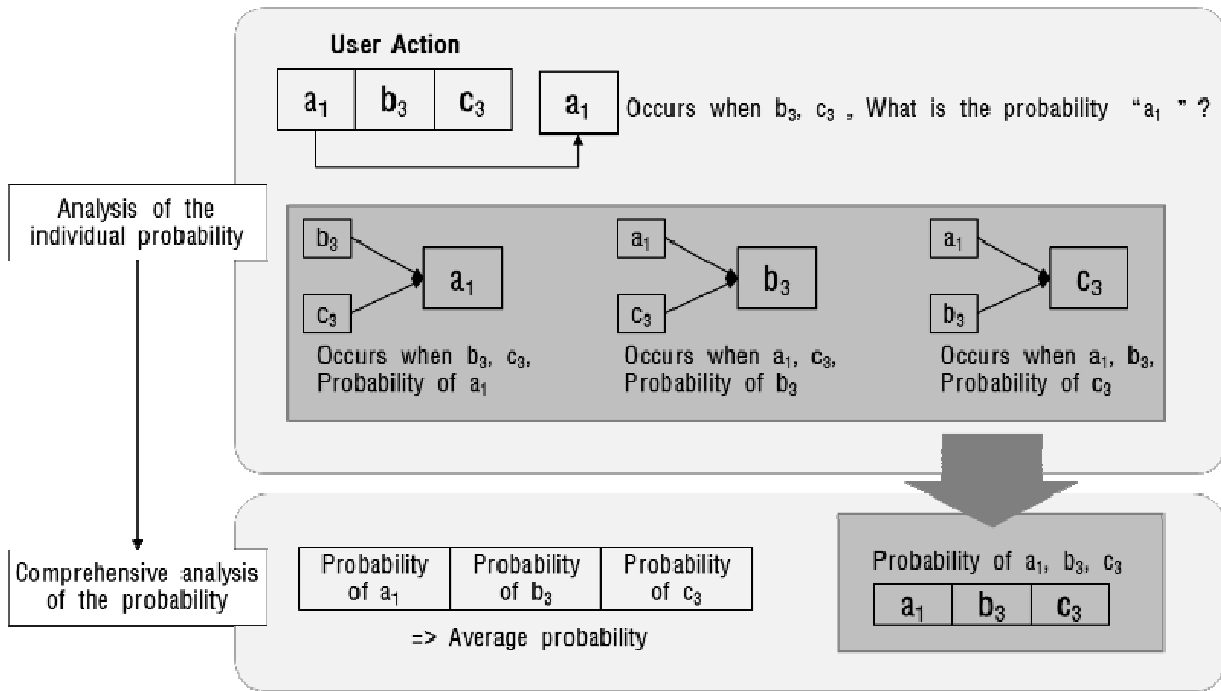 User Action
a₁ b₃ c₃ a₁ Occurs when b₃, c₃ , What is the probability “a₁ ” ?
Analysis of the
individual probability
b₃
c₃
a₁
a₁
c₃
b₃
a₁
b₃
c₃
Occurs when b₃, c₃,
Probability of a₁
Occurs when a₁, c₃,
Probability of b₃
Occurs when a₁, b₃,
Probability of c₃
Comprehensive analysis
of the probability
Probability
of a₁
Probability
of b₃
Probability
of c₃
=> Average probability
Probability of a₁, b₃, c₃
a₁ b₃ c₃